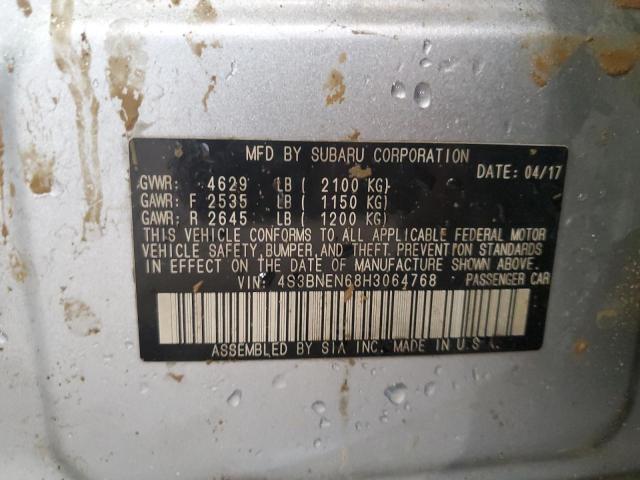 MFD BY SUBARU CORPORATION
DATE: 04/17
GVWR: 4629 LB ( 2100 KG)
GAWR: F 2535 LB ( 1150 KG)
GAWR: R 2645 LB ( 1200 KG)
THIS VEHICLE CONFORMS TO ALL APPLICABLE FEDERAL MOTOR
VEHICLE SAFETY, BUMPER, AND THEFT PREVENTION STANDARDS
IN EFFECT ON THE DATE OF MANUFACTURE SHOWN ABOVE.
VIN: 4S3BNEN68H3064768 PASSENGER CAR
ASSEMBLED BY SIA INC. MADE IN U.S.